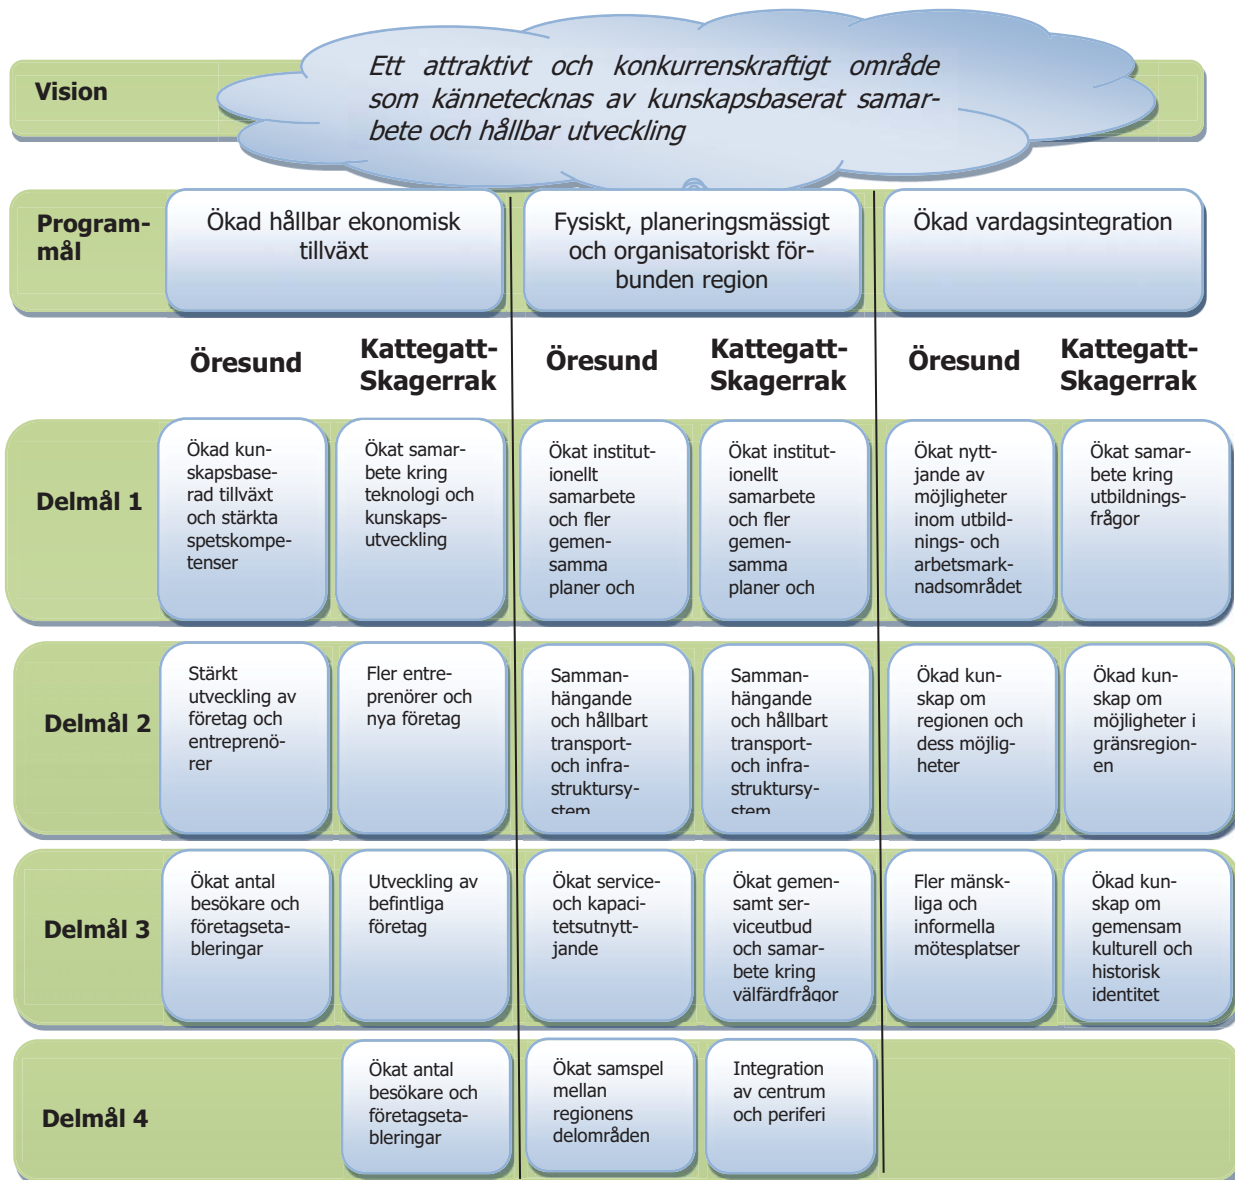 Vision
Ett attraktivt och konkurrenskraftigt område
som kännetecknas av kunskapsbaserat samar-
bete och hållbar utveckling
Program-
mål
Ökad hållbar ekonomisk
tillväxt
Fysiskt, planeringsmässigt
och organisatoriskt för-
bunden region
Ökad vardagsintegration
Öresund
Kattegatt-
Skagerrak
Öresund
Kattegatt-
Skagerrak
Öresund
Kattegatt-
Skagerrak
Delmål 1
Ökad kun-
skapsbase-
rad tillväxt
och stärkta
spetskompe-
tenser
Ökat samar-
bete kring
teknologi och
kunskaps-
utveckling
Ökat institut-
ionellt
samarbete
och fler
gemen-
samma
planer och
Ökat institut-
ionellt
samarbete
och fler
gemen-
samma
planer och
Ökat nytt-
jande av
möjligheter
inom utbild-
nings- och
arbetsmark-
nadsområdet
Ökat samar-
bete kring
utbildnings-
frågor
Delmål 2
Stärkt
utveckling av
företag och
entreprenö-
rer
Fler entre-
prenörer och
nya företag
Samman-
hängande
och hållbart
transport-
och infra-
struktursy-
stem
Samman-
hängande
och hållbart
transport-
och infra-
struktursy-
stem
Ökad kun-
skap om
regionen och
dess möjlig-
heter
Ökad kun-
skap om
möjligheter i
gränsregion-
en
Delmål 3
Ökat antal
besökare och
företagseta-
bleringar
Utveckling av
befintliga
företag
Ökat service-
och kapaci-
tetsutnytt-
jande
Ökat gemen-
samt ser-
viceutbud
och samar-
bete kring
välfärdfrågor
Fler mänsk-
liga och
informella
mötesplatser
Ökad kun-
skap om
gemensam
kulturell och
historisk
identitet
Delmål 4
Ökat antal
besökare och
företagseta-
bleringar
Ökat samspel
mellan
regionens
delområden
Integration
av centrum
och periferi